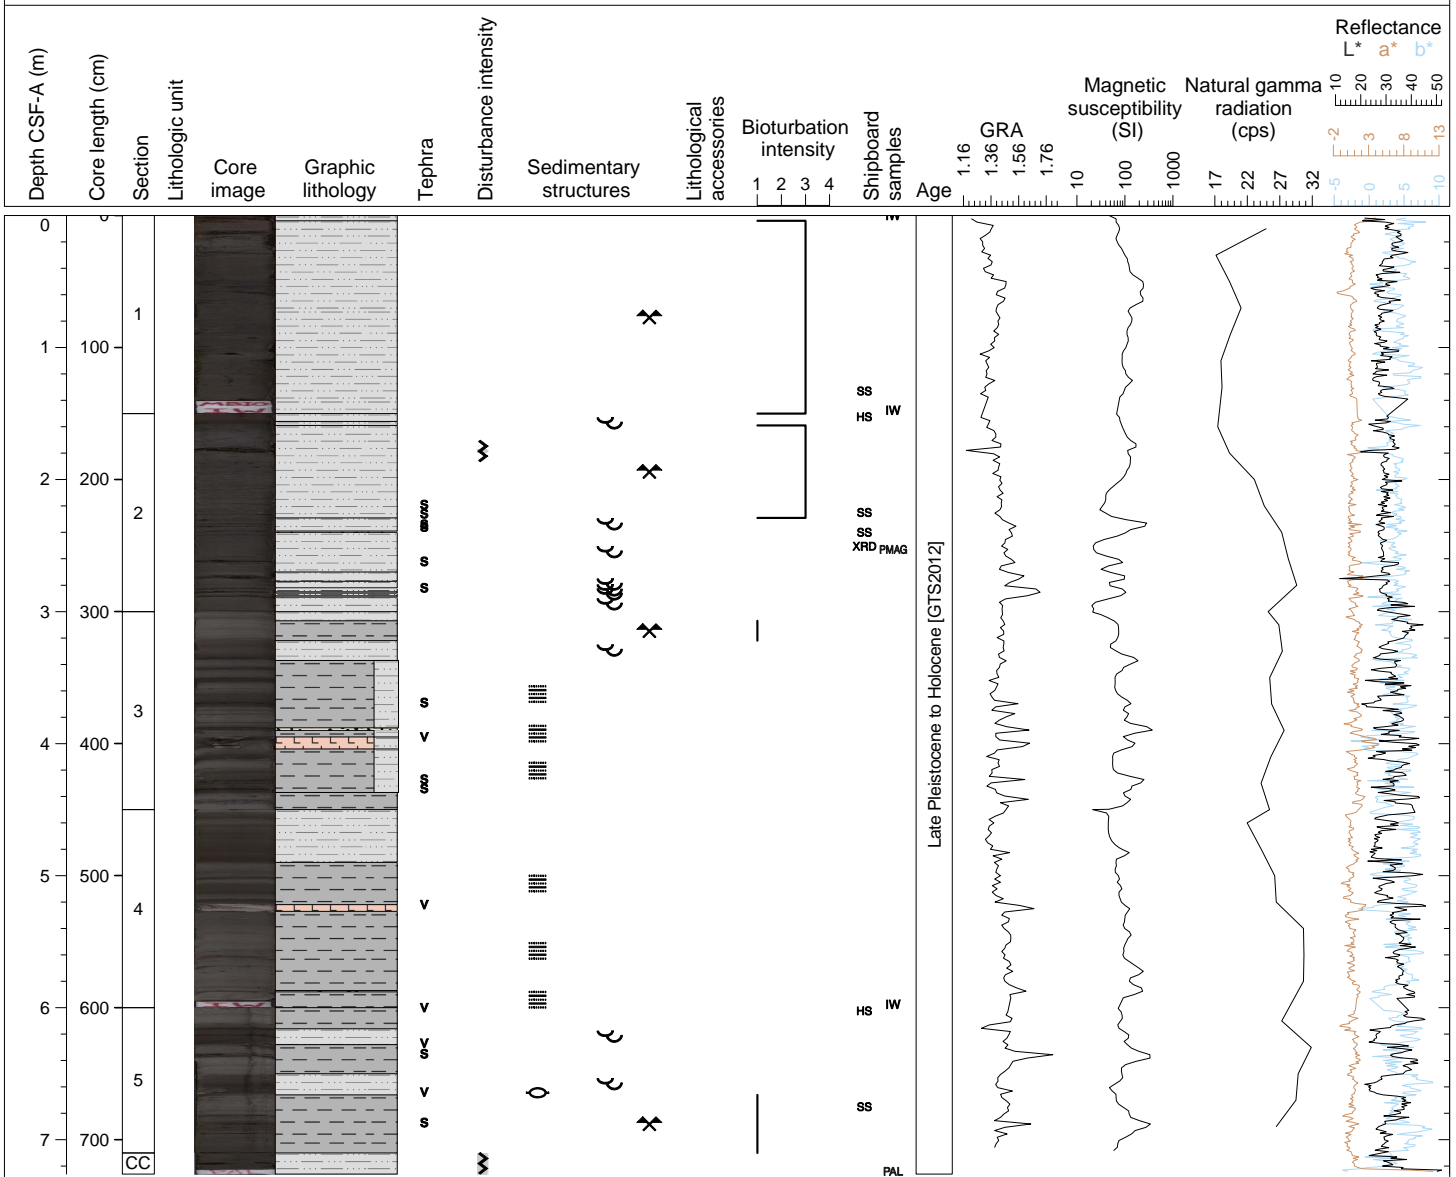 Depth CSF-A (m)
Core length (cm)
Section
Lithologic unit
Core image
Graphic lithology
Tephra
Disturbance intensity
Sedimentary structures
Lithological accessories
Bioturbation intensity
1 2 3 4
Shipboard samples
Age
GRA
1.16 1.36 1.56 1.76
Magnetic susceptibility (SI)
10 100 1000
Natural gamma radiation (cps)
17 22 27 32
Reflectance
L* a* b*
10 20 30 40 50
-2 3 8 13
-5 0 5 10
0 0 IW
1
1 100
SS
IW
HS
2 200
S
S
S
S
2 SS
SS
XRD PMAG
S
S
3 300
Late Pleistocene to Holocene [GTS2012]
S
3
V
4 400
S
S
S
5 500
V
4
6 600 V HS IW
V
S
5
V
SS
S
7 700
CC
PAL